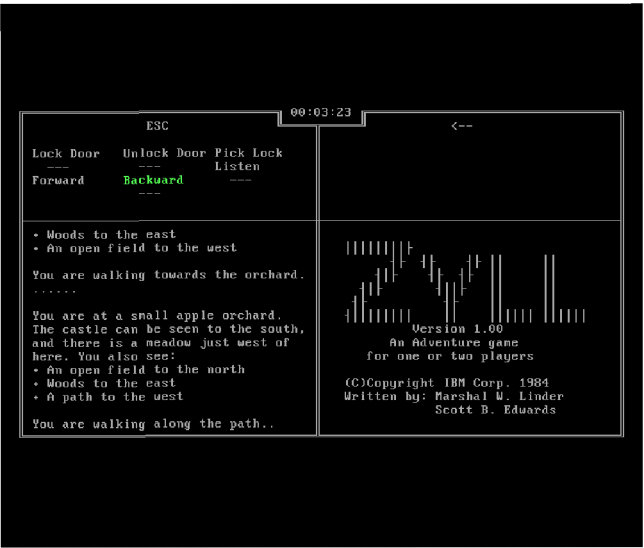 00:03:23
ESC
Lock Door Unlock Door Pick Lock
--- --- Listen
Forward Backward ---
---
• Woods to the east
• An open field to the west
You are walking towards the orchard.
......
You are at a small apple orchard.
The castle can be seen to the south,
and there is a meadow just west of
here. You also see:
• An open field to the north
• Woods to the east
• A path to the west
You are walking along the path..
<--
ZYLL
Version 1.00
An Adventure game
for one or two players
(C)Copyright IBM Corp. 1984
Written by: Marshal W. Linder
Scott B. Edwards